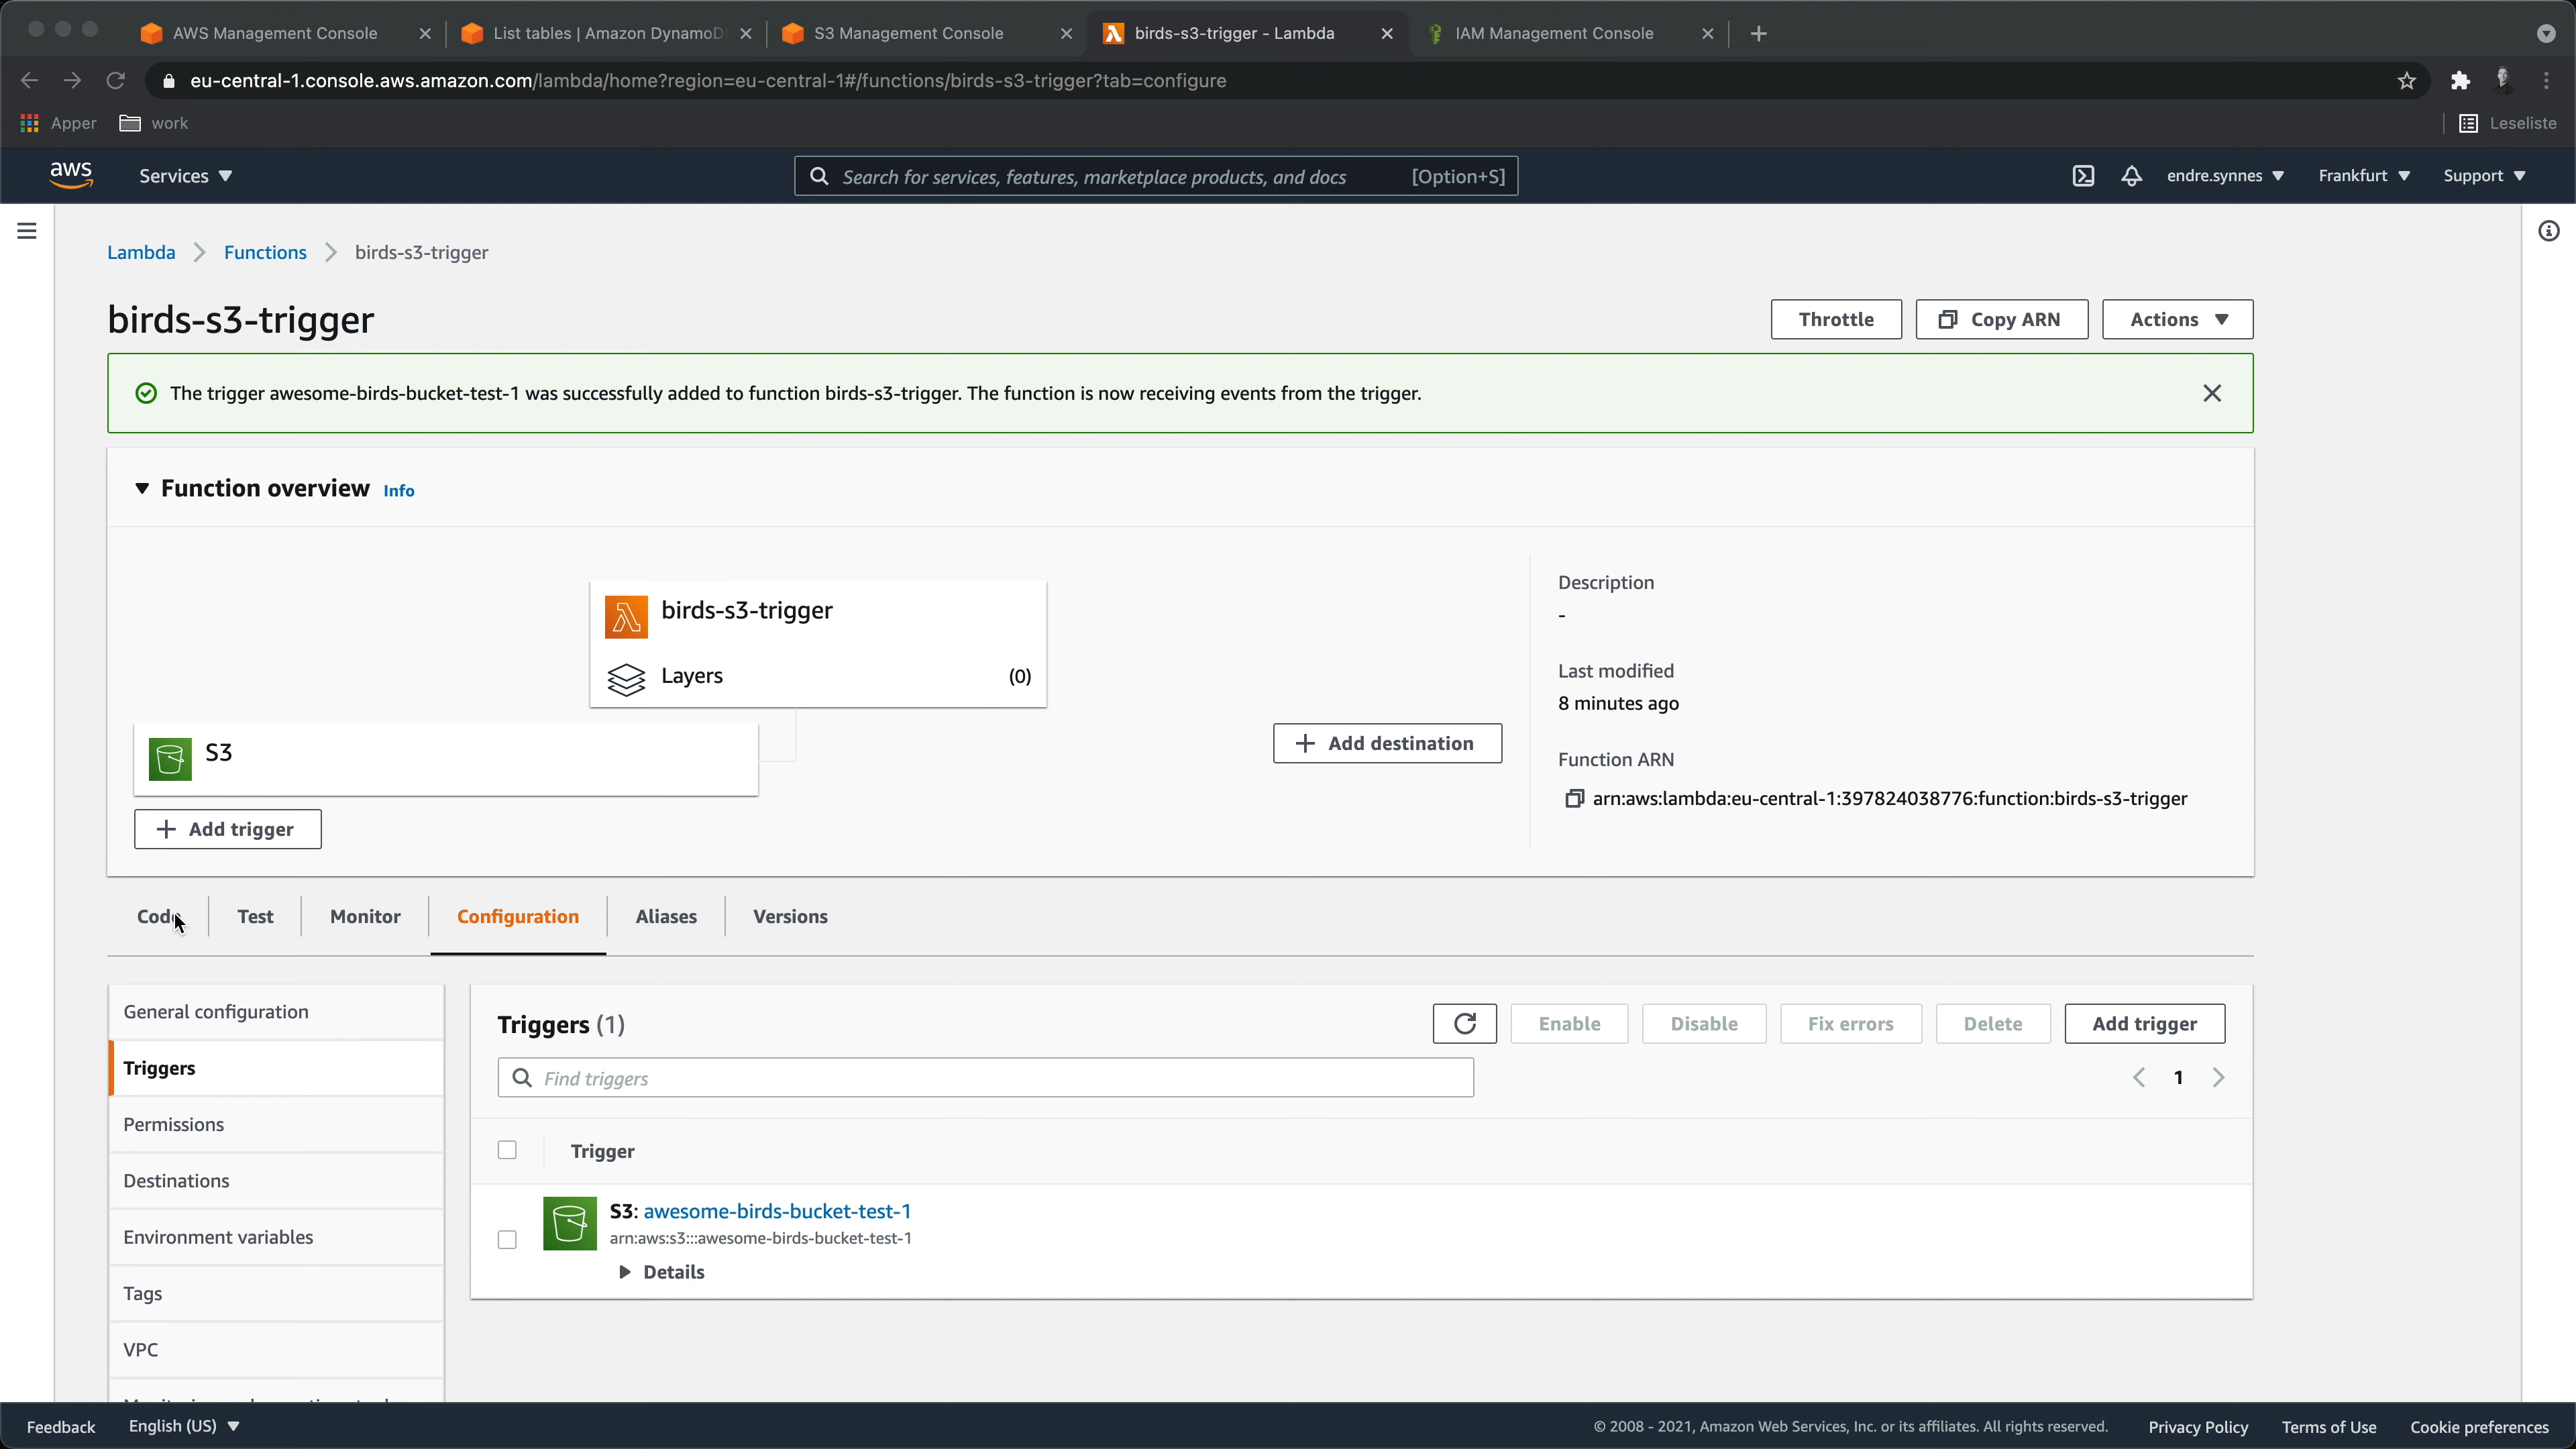 AWS Management Console
List tables | Amazon DynamoD
S3 Management Console
birds-s3-trigger - Lambda
IAM Management Console
eu-central-1.console.aws.amazon.com/lambda/home?region=eu-central-1#/functions/birds-s3-trigger?tab=configure
Apper
work
Leseliste
aws
Services
Search for services, features, marketplace products, and docs
[Option+S]
endre.synnes
Frankfurt
Support
Lambda
Functions
birds-s3-trigger
birds-s3-trigger
Throttle
Copy ARN
Actions
The trigger awesome-birds-bucket-test-1 was successfully added to function birds-s3-trigger. The function is now receiving events from the trigger.
Function overview Info
birds-s3-trigger
Layers
(0)
S3
Add trigger
Add destination
Description
-
Last modified
8 minutes ago
Function ARN
arn:aws:lambda:eu-central-1:397824038776:function:birds-s3-trigger
Code
Test
Monitor
Configuration
Aliases
Versions
General configuration
Triggers
Permissions
Destinations
Environment variables
Tags
VPC
Triggers (1)
Enable
Disable
Fix errors
Delete
Add trigger
Find triggers
1
Trigger
S3: awesome-birds-bucket-test-1
arn:aws:s3:::awesome-birds-bucket-test-1
Details
Feedback
English (US)
© 2008 - 2021, Amazon Web Services, Inc. or its affiliates. All rights reserved.
Privacy Policy
Terms of Use
Cookie preferences